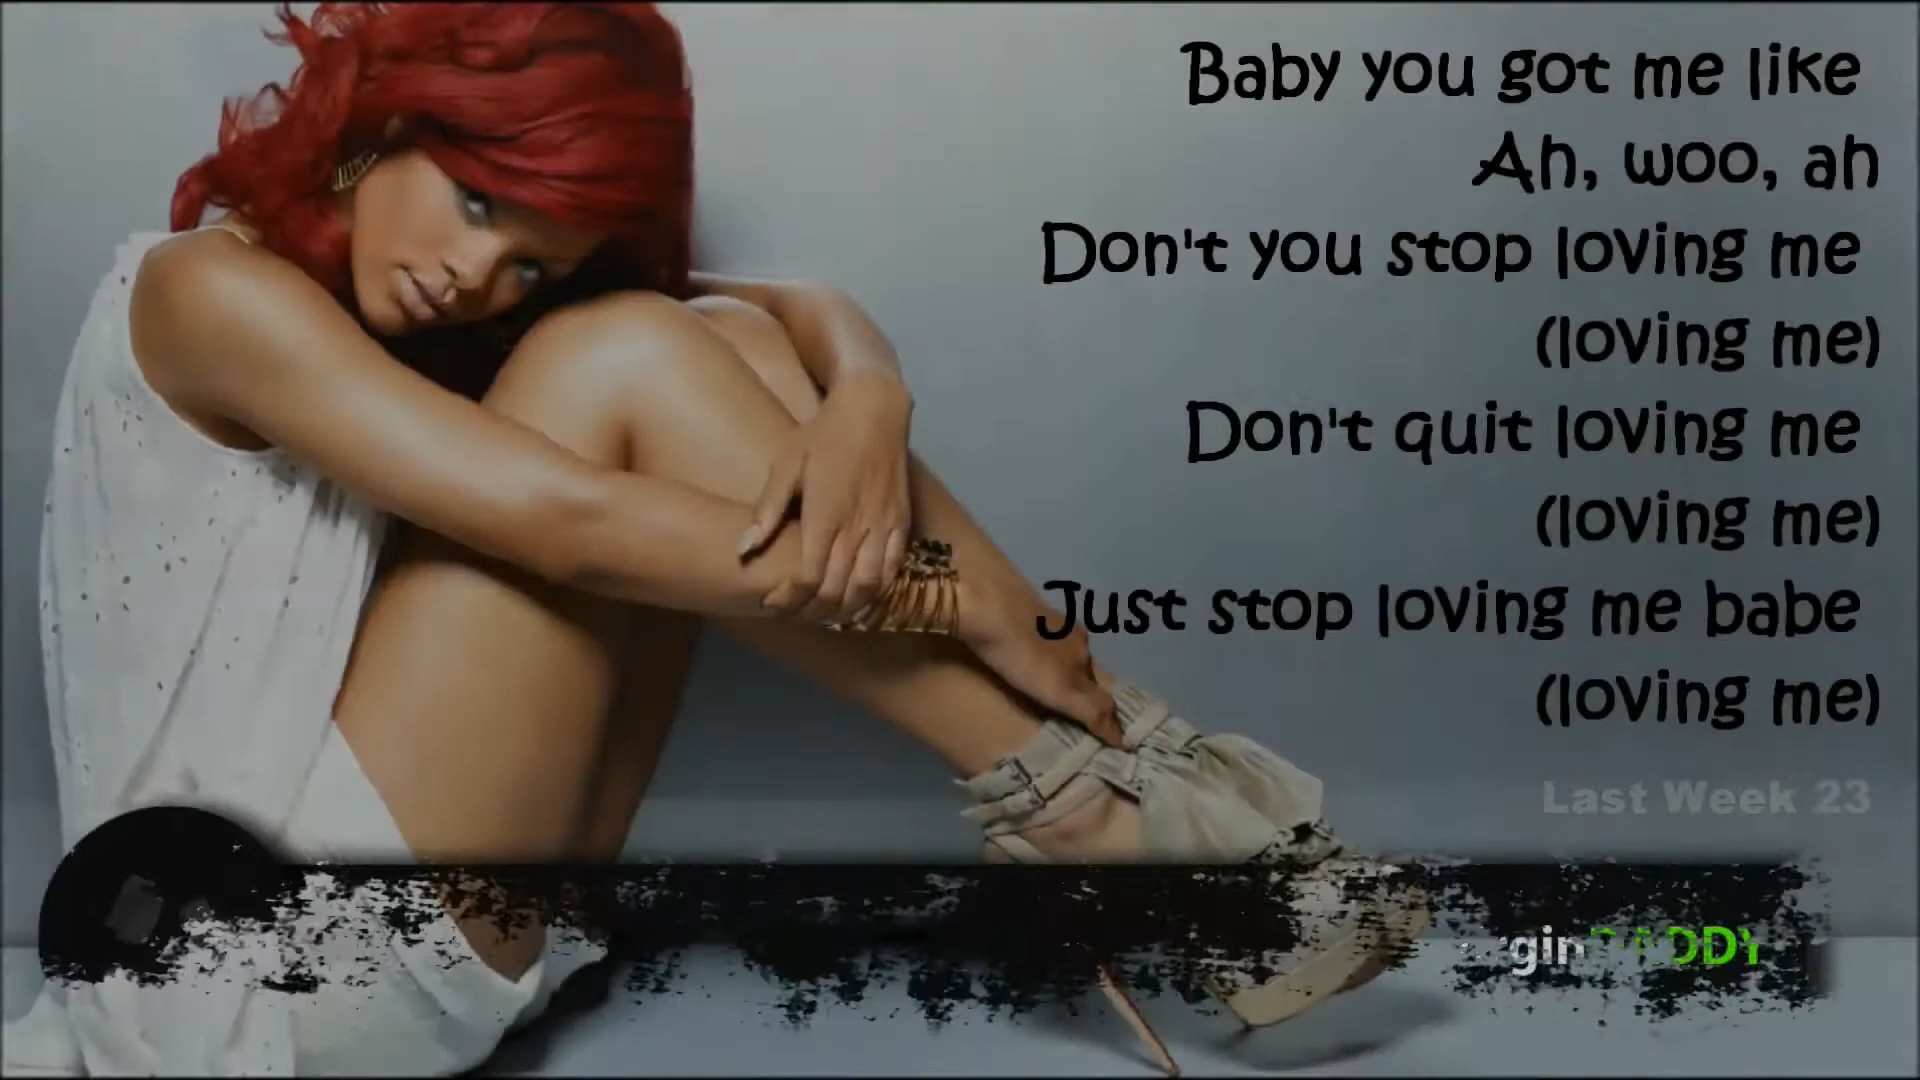 Baby you got me like
Ah, woo, ah
Don't you stop loving me
(loving me)
Don't quit loving me
(loving me)
Just stop loving me babe
(loving me)
Last Week 23